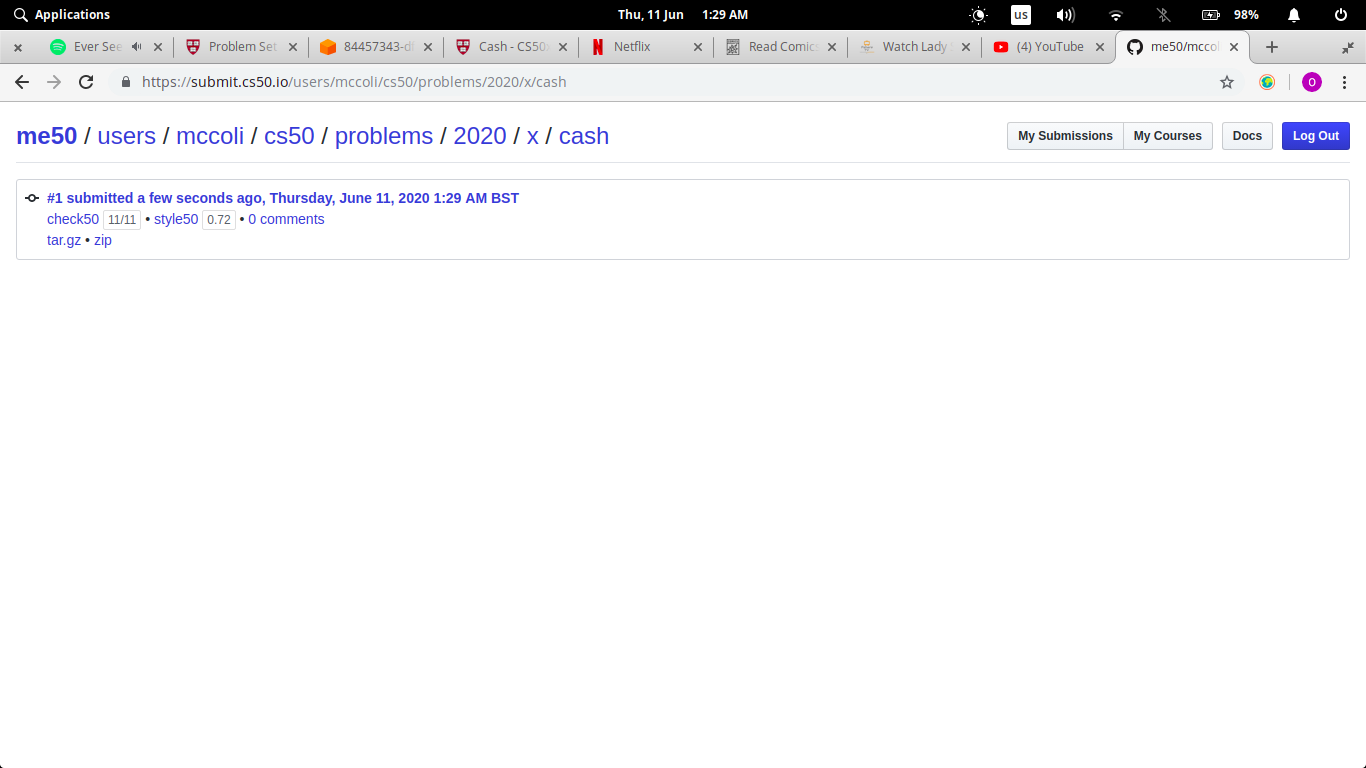 Applications
Thu, 11 Jun 1:29 AM
us
98%
Ever See
Problem Set
84457343-d
Cash - CS50x
Netflix
Read Comics
Watch Lady
(4) YouTube
me50/mccol
https://submit.cs50.io/users/mccoli/cs50/problems/2020/x/cash
O
me50 / users / mccoli / cs50 / problems / 2020 / x / cash
My Submissions My Courses Docs Log Out
#1 submitted a few seconds ago, Thursday, June 11, 2020 1:29 AM BST
check50 11/11 • style50 0.72 • 0 comments
tar.gz • zip